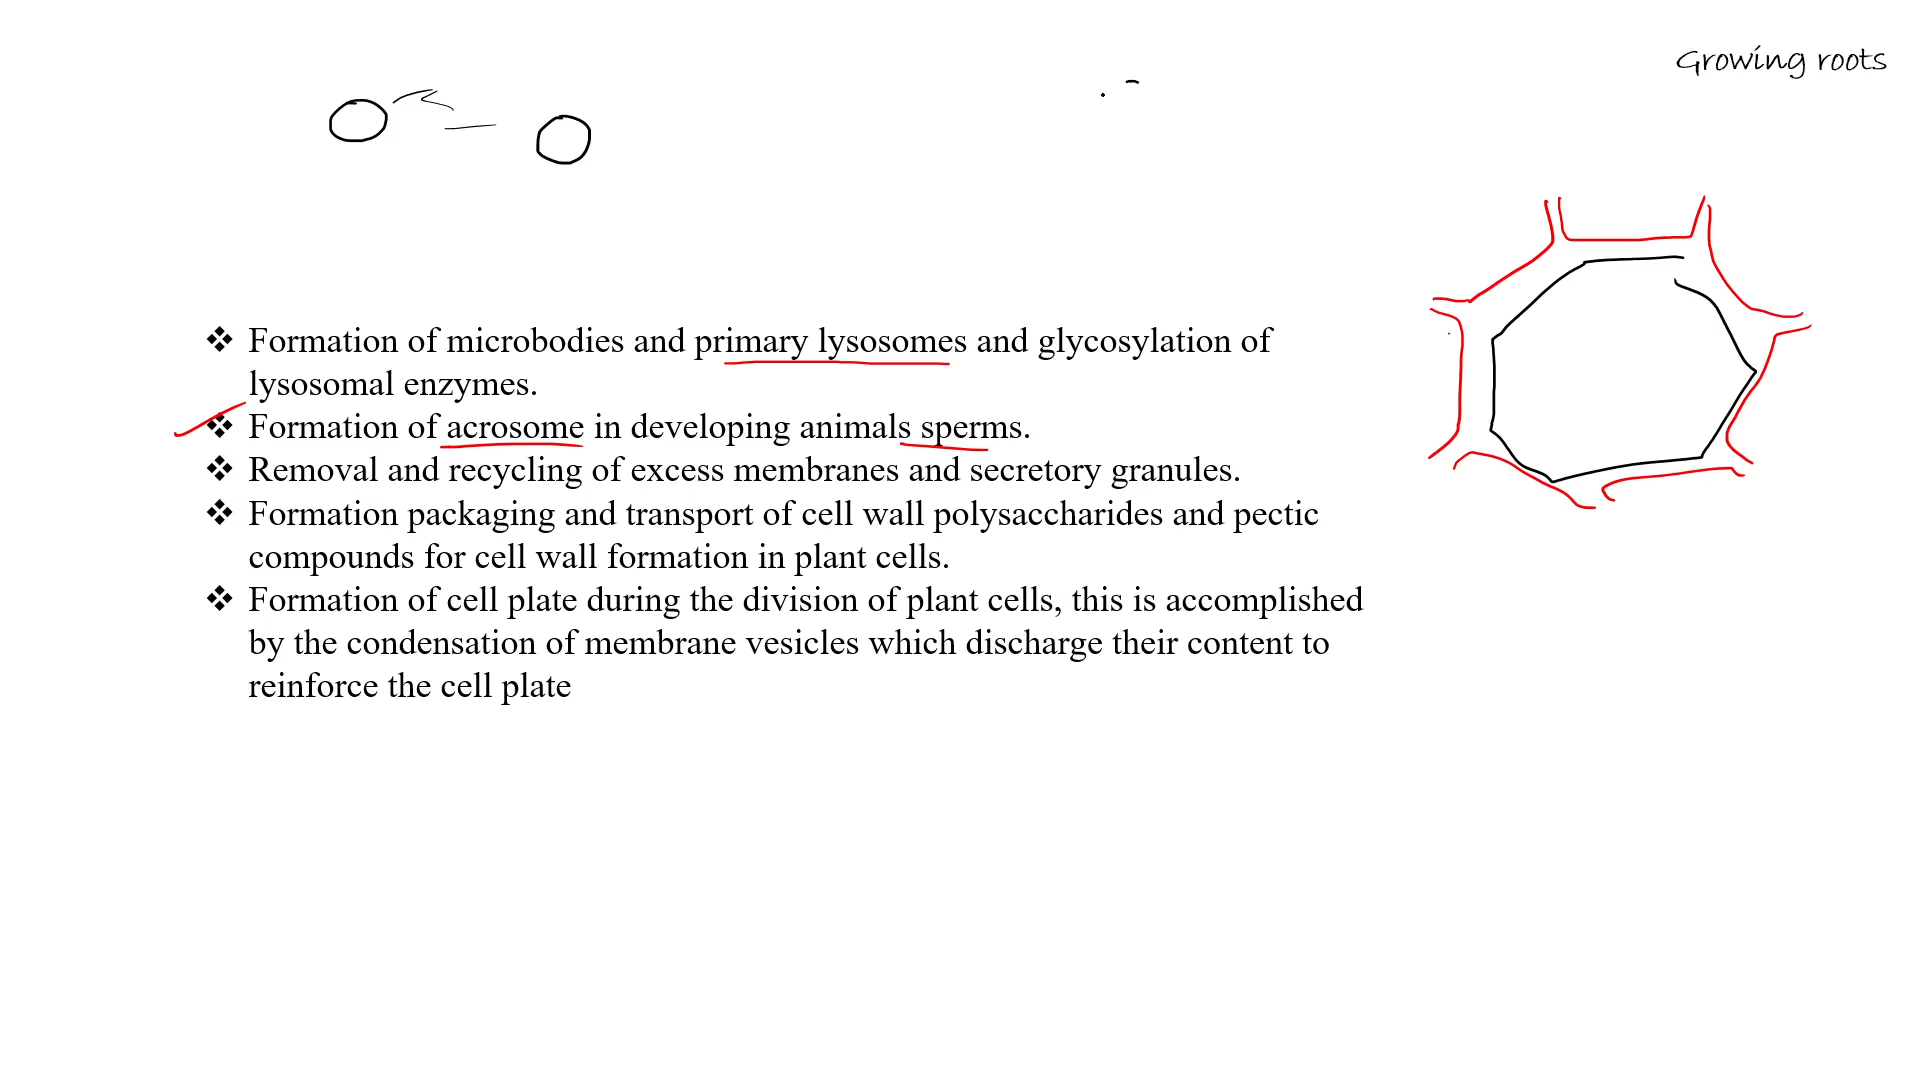 Growing roots
❖ Formation of microbodies and primary lysosomes and glycosylation of
lysosomal enzymes.
❖ Formation of acrosome in developing animals sperms.
❖ Removal and recycling of excess membranes and secretory granules.
❖ Formation packaging and transport of cell wall polysaccharides and pectic
compounds for cell wall formation in plant cells.
❖ Formation of cell plate during the division of plant cells, this is accomplished
by the condensation of membrane vesicles which discharge their content to
reinforce the cell plate